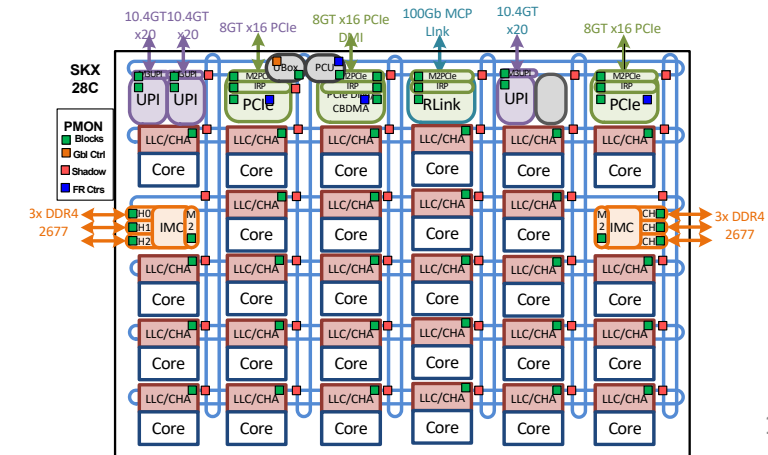 10.4GT 10.4GT
x20 x20
8GT x16 PCIe
8GT x16 PCIe
DMI
100Gb MCP
Link
10.4GT
x20
8GT x16 PCIe
SKX
28C
UBox
PCU
M2PCIe
M2PCIe
M2PCIe
M2PCIe
IRP
IRP
IRP
IRP
UPI
UPI
PCIe
CBDMA
RLink
UPI
PCIe
PMON
Blocks
Gbl Ctrl
Shadow
FR Ctrs
LLC/CHA LLC/CHA LLC/CHA LLC/CHA LLC/CHA LLC/CHA
Core Core Core Core Core Core
3x DDR4
2677
H0
H1
H2
IMC
M
2
LLC/CHA LLC/CHA LLC/CHA LLC/CHA
Core Core Core Core
M
2
IMC
CH
CH
CH
3x DDR4
2677
LLC/CHA LLC/CHA LLC/CHA LLC/CHA LLC/CHA LLC/CHA
Core Core Core Core Core Core
LLC/CHA LLC/CHA LLC/CHA LLC/CHA LLC/CHA LLC/CHA
Core Core Core Core Core Core
LLC/CHA LLC/CHA LLC/CHA LLC/CHA LLC/CHA LLC/CHA
Core Core Core Core Core Core